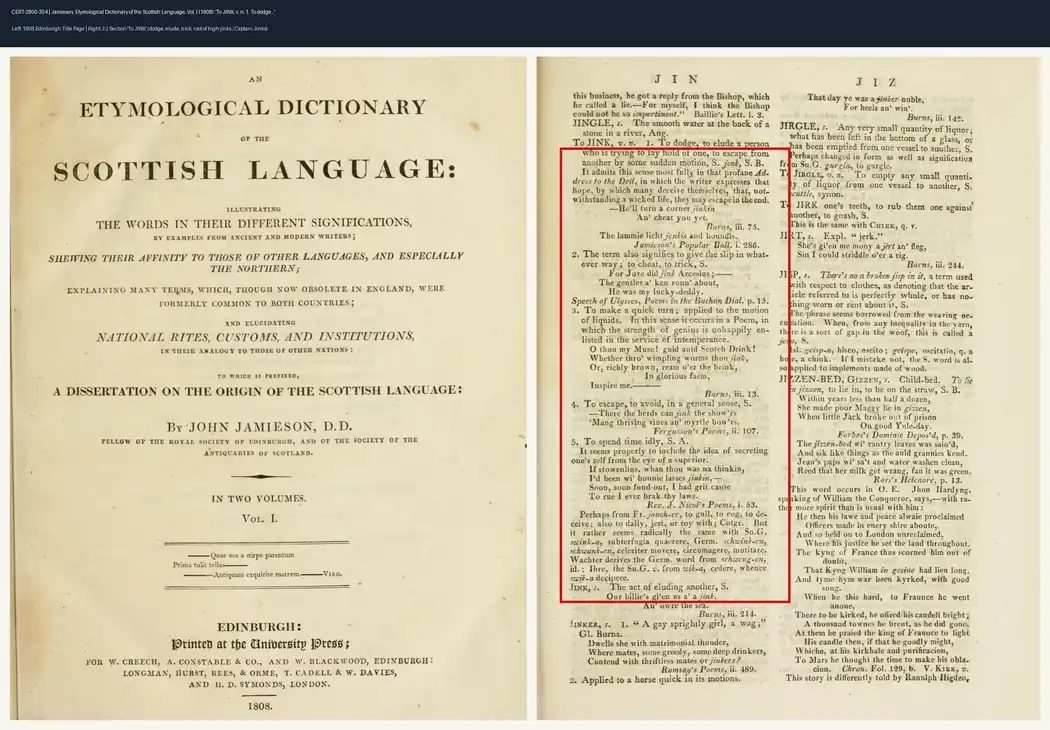 CERT-2800-304 | Jamieson, Etymological Dictionary of the Scottish Language, Vol. I (1808): 'To JINK, v. n. 1. To dodge...'
Left: 1808 Edinburgh Title Page | Right: (J) Section 'To JINK' (dodge, elude, trick; root of high jinks / Captain Jinks)
AN
ETYMOLOGICAL DICTIONARY
OF THE
SCOTTISH LANGUAGE:
ILLUSTRATING
THE WORDS IN THEIR DIFFERENT SIGNIFICATIONS,
BY EXAMPLES FROM ANCIENT AND MODERN WRITERS;
SHEWING THEIR AFFINITY TO THOSE OF OTHER LANGUAGES, AND ESPECIALLY
THE NORTHERN;
EXPLAINING MANY TERMS, WHICH, THOUGH NOW OBSOLETE IN ENGLAND, WERE
FORMERLY COMMON TO BOTH COUNTRIES;
AND ELUCIDATING
NATIONAL RITES, CUSTOMS, AND INSTITUTIONS,
IN THEIR ANALOGY TO THOSE OF OTHER NATIONS:
TO WHICH IS PREFIXED,
A DISSERTATION ON THE ORIGIN OF THE SCOTTISH LANGUAGE:
BY JOHN JAMIESON, D.D.
FELLOW OF THE ROYAL SOCIETY OF EDINBURGH, AND OF THE SOCIETY OF THE
ANTIQUARIES OF SCOTLAND.
IN TWO VOLUMES.
VOL. I.
——Quae vos a stirpe parentum
Prima tulit tellus——
——Antiquam exquirite matrem.——VIRG.
EDINBURGH:
Printed at the University Press;
FOR W. CREECH, A. CONSTABLE & CO., AND W. BLACKWOOD, EDINBURGH:
LONGMAN, HURST, REES, & ORME, T. CADELL & W. DAVIES,
AND H. D. SYMONDS, LONDON.
1808.
JIN
this business, he got a reply from the Bishop, which
he called a lie.—For myself, I think the Bishop
could not be so impertinent." Baillie's Lett. i. 3.
JINGLE, s. The smooth water at the back of a
stone in a river, Ang.
To JINK, v. n. 1. To dodge, to elude a person
who is trying to lay hold of one, to escape from
another by some sudden motion, S. jenk, S. B.
It admits this sense most fully in that profane Ad-
dress to the Deil, in which the writer expresses that
hope, by which many deceive themselves, that, not-
withstanding a wicked life, they may escape in the end.
—He'll turn a corner jinkin
An' cheat you yet.
Burns, iii. 75.
The lammie licht jenkis and boundis.
Jamieson's Popular Ball. i. 286.
2. The term also signifies to give the slip in what-
ever way; to cheat, to trick, S.
For Jove did jink Arcesius;——
The gentles a' ken roun' about,
He was my lucky-deddy.
Speech of Ulysses, Poems in the Buchan Dial. p. 15.
3. To make a quick turn; applied to the motion
of liquids. In this sense it occurs in a Poem, in
which the strength of genius is unhappily en-
listed in the service of intemperance.
O thou my Muse! guid auld Scotch Drink!
Whether thro' wimpling worms thou jink,
Or, richly brown, ream o'er the brink,
In glorious faem,
Inspire me.———
Burns, iii. 13.
4. To escape, to avoid, in a general sense, S.
—There the herds can jink the show'rs
'Mang thriving vines an' myrtle bow'rs.
Fergusson's Poems, ii. 107.
5. To spend time idly, S. A.
It seems properly to include the idea of secreting
one's self from the eye of a superior.
If stowenlins, whan thou was na thinkin,
I'd been wi' bonnie lasses jinkin,—
Soon, soon fund out, I had grit cause
To rue I ever brak thy laws.
Rev. J. Nicol's Poems, i. 53.
Perhaps from Fr. jonch-er, to gull, to cog, to de-
ceive; also to dally, jest, or toy with; Cotgr. But
it rather seems radically the same with Su.G.
swink-a, subterfugia quaerere, Germ. schwink-en,
schwank-en, celeriter movere, circumagere, motitare.
Wachter derives the Germ. word from schweng-en,
id.; Ihre, the Su.G. v. from wik-a, cedere, whence
swik-a decipere.
JINK, s. The act of eluding another, S.
Our billie's gi'en us a' a jink,
An' owre the sea.
Burns, iii. 214.
JINKER, s. 1. "A gay sprightly girl, a wag;"
Gl. Burns.
Dwells she with matrimonial thunder,
Where mates, some greedy, some deep drinkers,
Contend with thriftless mates or jinkers?
Ramsay's Poems, ii. 489.
2. Applied to a horse quick in its motions.
JIZ
That day ye was a jinker noble,
For heels an' win'.
Burns, iii. 142.
JIRGLE, s. Any very small quantity of liquor;
what has been left in the bottom of a glass, or
has been emptied from one vessel to another, S.
Perhaps changed in form as well as signification
from Su.G. gurgla, to gurgle.
To JIRGLE, v. n. To empty any small quanti-
ty of liquor from one vessel to another, S.
scuttle, synon.
To JIRK one's teeth, to rub them one against
another, to gnash, S.
This is the same with CHIRK, q. v.
JIRT, s. Expl. "jerk."
She's gi'en me mony a jirt an' fleg,
Sin I could striddle o'er a rig.
Burns, iii. 244.
JISP, s. There's no a broken jisp in it, a term used
with respect to clothes, as denoting that the ar-
ticle referred to is perfectly whole, or has no-
thing worn or rent about it, S.
The phrase seems borrowed from the weaving oc-
cupation. When, from any inequality in the yarn,
there is a sort of gap in the woof, this is called a
jesp, S.
Isl. geisp-a, hisco, oscito; geispe, oscitatio, q. a
hole, a chink. If I mistake not, the S. word is al-
so applied to implements made of wood.
JIZZEN-BED, GIZZEN, s. Child-bed. To lie
in jizzen, to lie in, to be on the straw, S. B.
Within years less than half a dozen,
She made poor Maggy lie in gizzen,
When little Jack broke out of prison
On good Yule-day.
Forbes's Dominie Depos'd, p. 39.
The jizzen-bed wi' rantry leaves was sain'd,
And sik like things as the auld grannies kend.
Jean's paps wi' sa't and water washen clean,
Reed that her milk get wrang, fan it was green.
Ross's Helenore, p. 13.
This word occurs in O. E. Jhon Hardyng,
speaking of William the Conqueror, says,—with ra-
ther more spirit than is usual with him:
He then his lawe and peace alwaie proclaimed
Officers made in euery shire aboute,
And so held on to London unreclaimed,
Where his justice he set the land throughout.
The kyng of France thus scorned him out of
doubt,
That Kyng William in gesine had lien long,
And tyme hym war been kyrked, with good
song.
When he this hard, to Fraunce he went
anone,
There to be kirked, he offred his candell bright;
A thousand townes he brent, as he did gone,
At them he praied the king of Fraunce to light
His candle then, if that he goodly might,
Whiche, at his kirkhale and purificacion,
To Mars he thought the time to make his obla-
cion. Chron. Fol. 129. b. V. KIRK, v.
This story is differently told by Ranulph Higden,